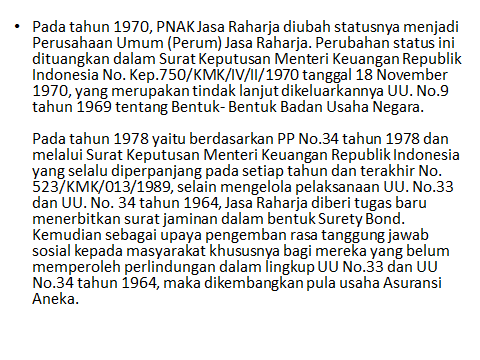 • Pada tahun 1970, PNAK Jasa Raharja diubah statusnya menjadi
Perusahaan Umum (Perum) Jasa Raharja. Perubahan status ini
dituangkan dalam Surat Keputusan Menteri Keuangan Republik
Indonesia No. Kep.750/KMK/IV/II/1970 tanggal 18 November
1970, yang merupakan tindak lanjut dikeluarkannya UU. No.9
tahun 1969 tentang Bentuk- Bentuk Badan Usaha Negara.
Pada tahun 1978 yaitu berdasarkan PP No.34 tahun 1978 dan
melalui Surat Keputusan Menteri Keuangan Republik Indonesia
yang selalu diperpanjang pada setiap tahun dan terakhir No.
523/KMK/013/1989, selain mengelola pelaksanaan UU. No.33
dan UU. No. 34 tahun 1964, Jasa Raharja diberi tugas baru
menerbitkan surat jaminan dalam bentuk Surety Bond.
Kemudian sebagai upaya pengemban rasa tanggung jawab
sosial kepada masyarakat khususnya bagi mereka yang belum
memperoleh perlindungan dalam lingkup UU No.33 dan UU
No.34 tahun 1964, maka dikembangkan pula usaha Asuransi
Aneka.